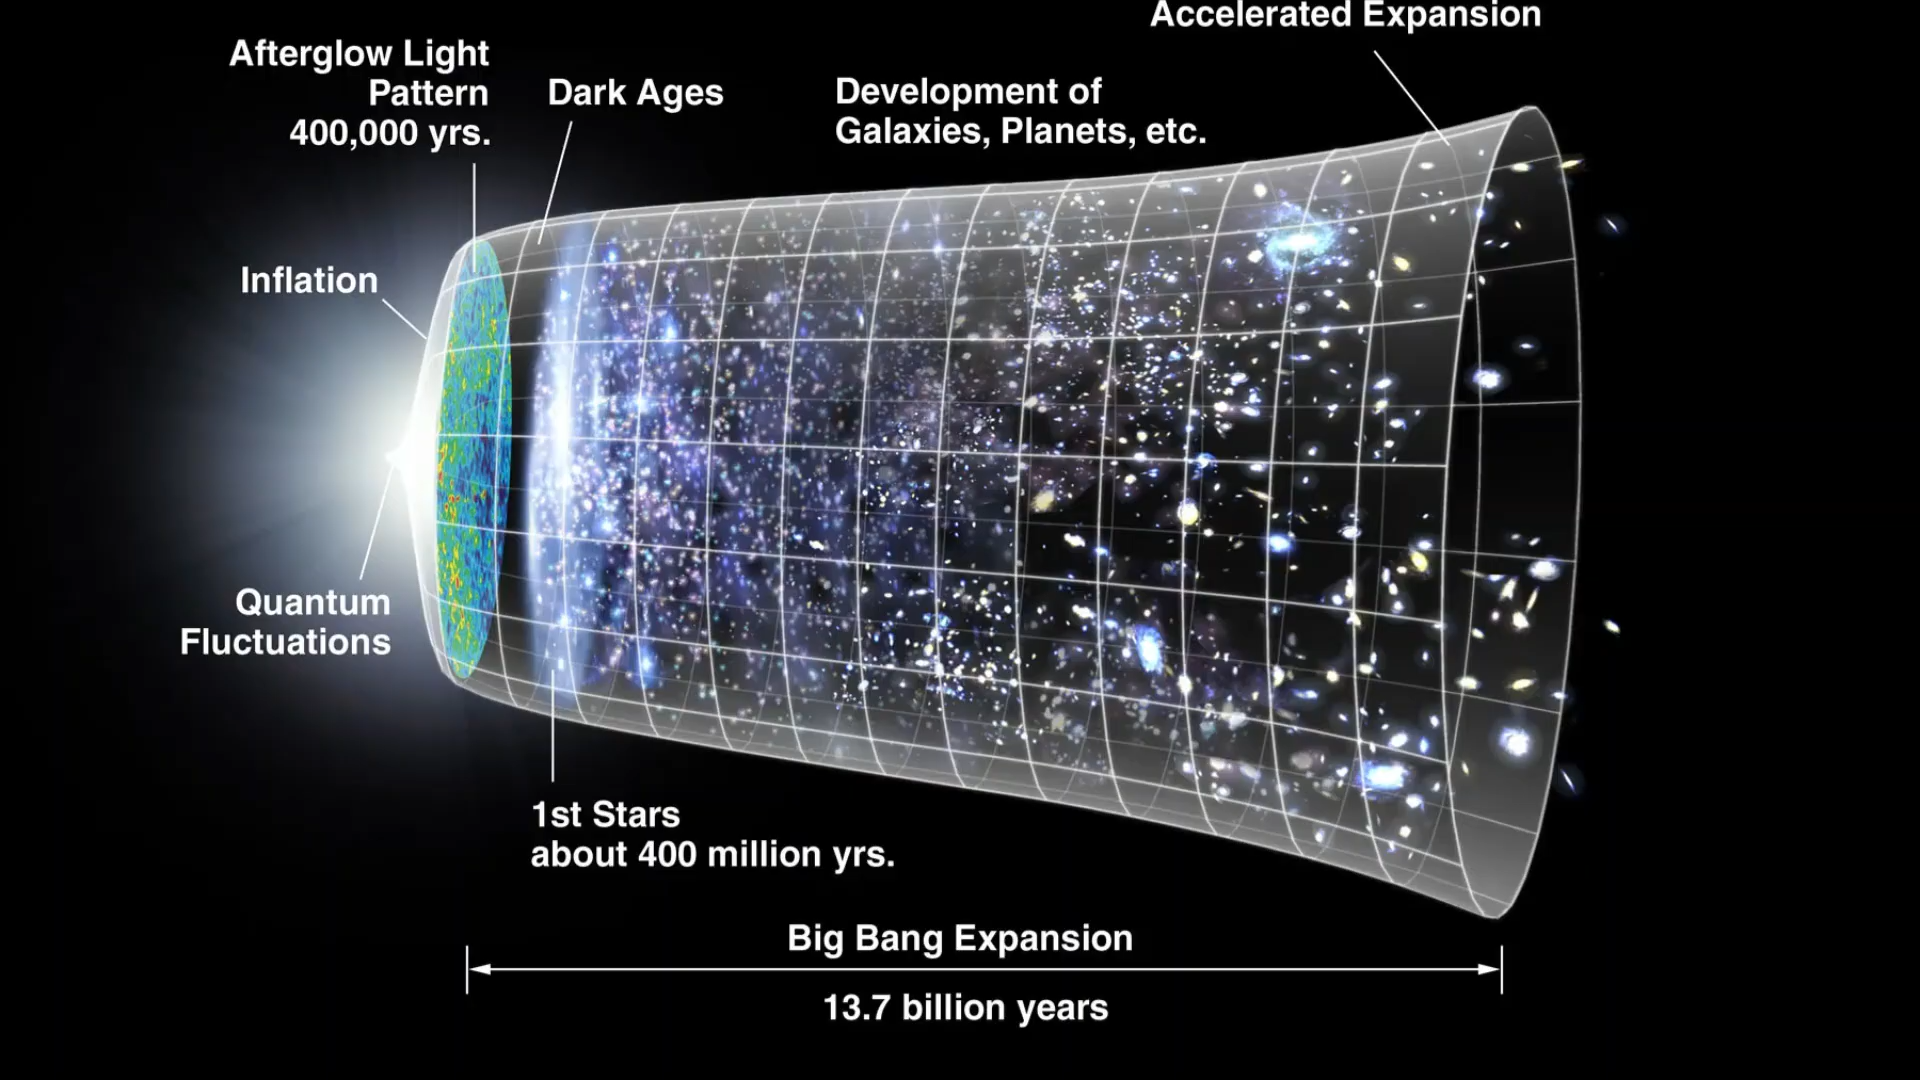 Accelerated Expansion
Afterglow Light
Pattern
400,000 yrs.
Dark Ages
Development of
Galaxies, Planets, etc.
Inflation
Quantum
Fluctuations
1st Stars
about 400 million yrs.
Big Bang Expansion
13.7 billion years